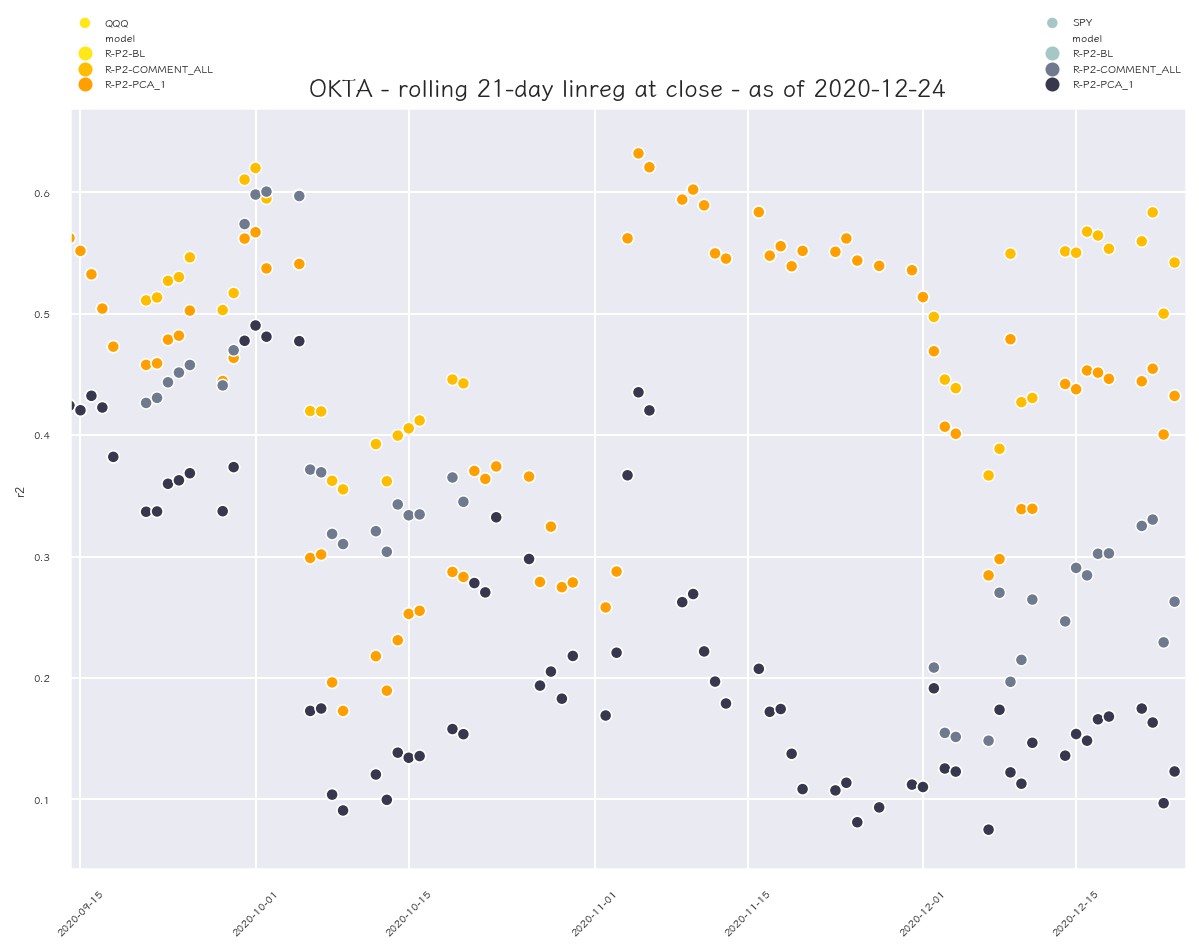 QQQ
model
R-P2-BL
R-P2-COMMENT_ALL
R-P2-PCA_1
SPY
model
R-P2-BL
R-P2-COMMENT_ALL
R-P2-PCA_1
OKTA - rolling 21-day linreg at close - as of 2020-12-24
0.6
0.5
0.4
0.3
0.2
0.1
r2
2020-09-15
2020-10-01
2020-10-15
2020-11-01
2020-11-15
2020-12-01
2020-12-15